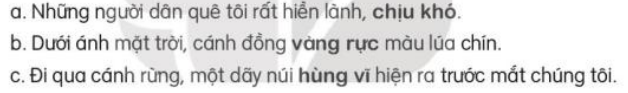 a. Những người dân quê tôi rất hiền lành, chịu khó.
b. Dưới ánh mặt trời, cánh đồng vàng rực màu lúa chín.
c. Đi qua cánh rừng, một dãy núi hùng vĩ hiện ra trước mắt chúng tôi.